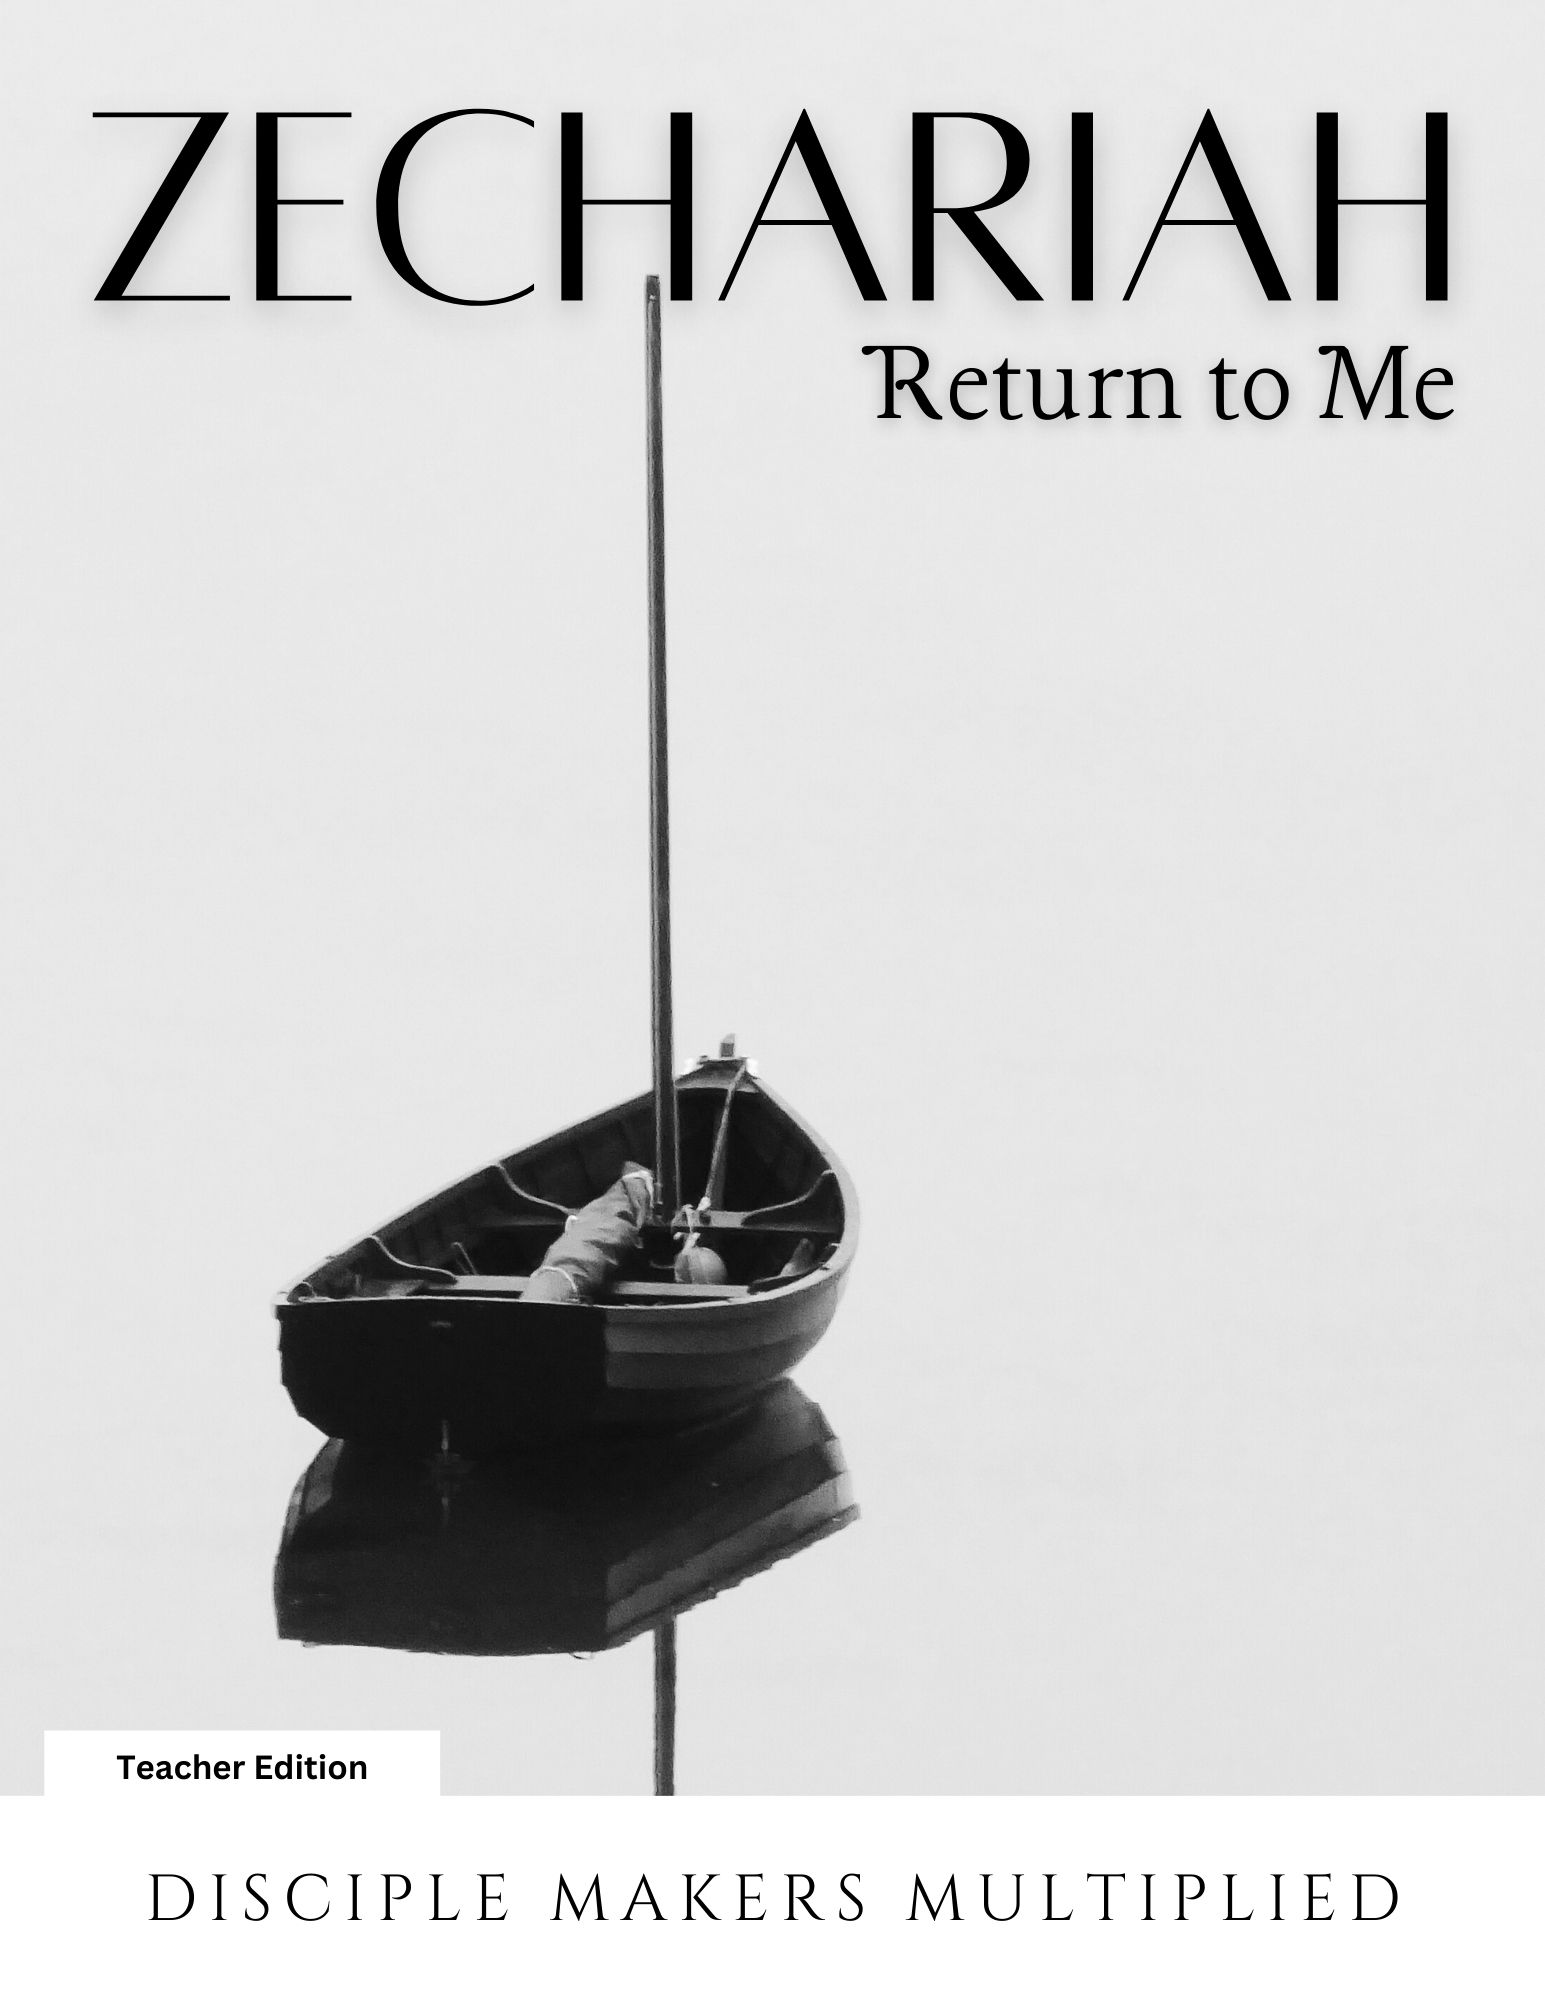 ZECHARIAH
Return to Me
Teacher Edition
DISCIPLE MAKERS MULTIPLIED